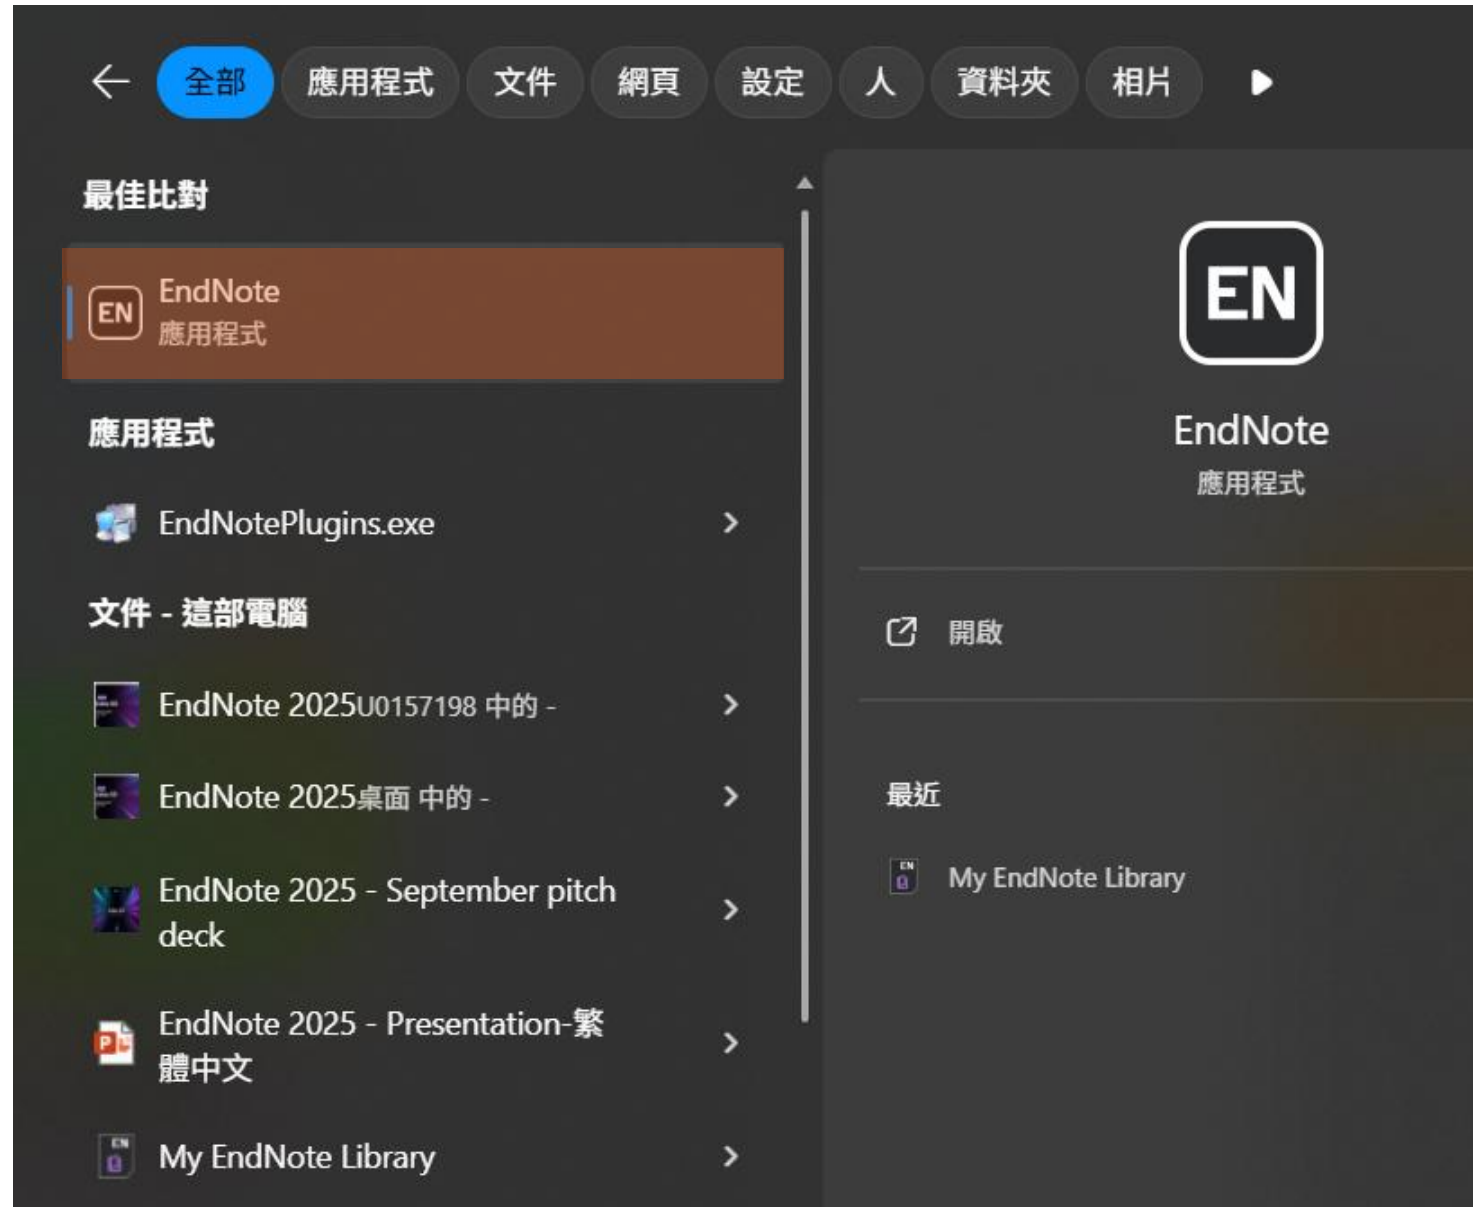 全部 應用程式 文件 網頁 設定 人 資料夾 相片
最佳比對
EN
EndNote
應用程式
應用程式
EndNotePlugins.exe
文件 - 這部電腦
EndNote 2025U0157198 中的 -
EndNote 2025桌面 中的 -
EndNote 2025 - September pitch
deck
EndNote 2025 - Presentation-繁
體中文
My EndNote Library
EN
EndNote
應用程式
開啟
最近
EN
My EndNote Library